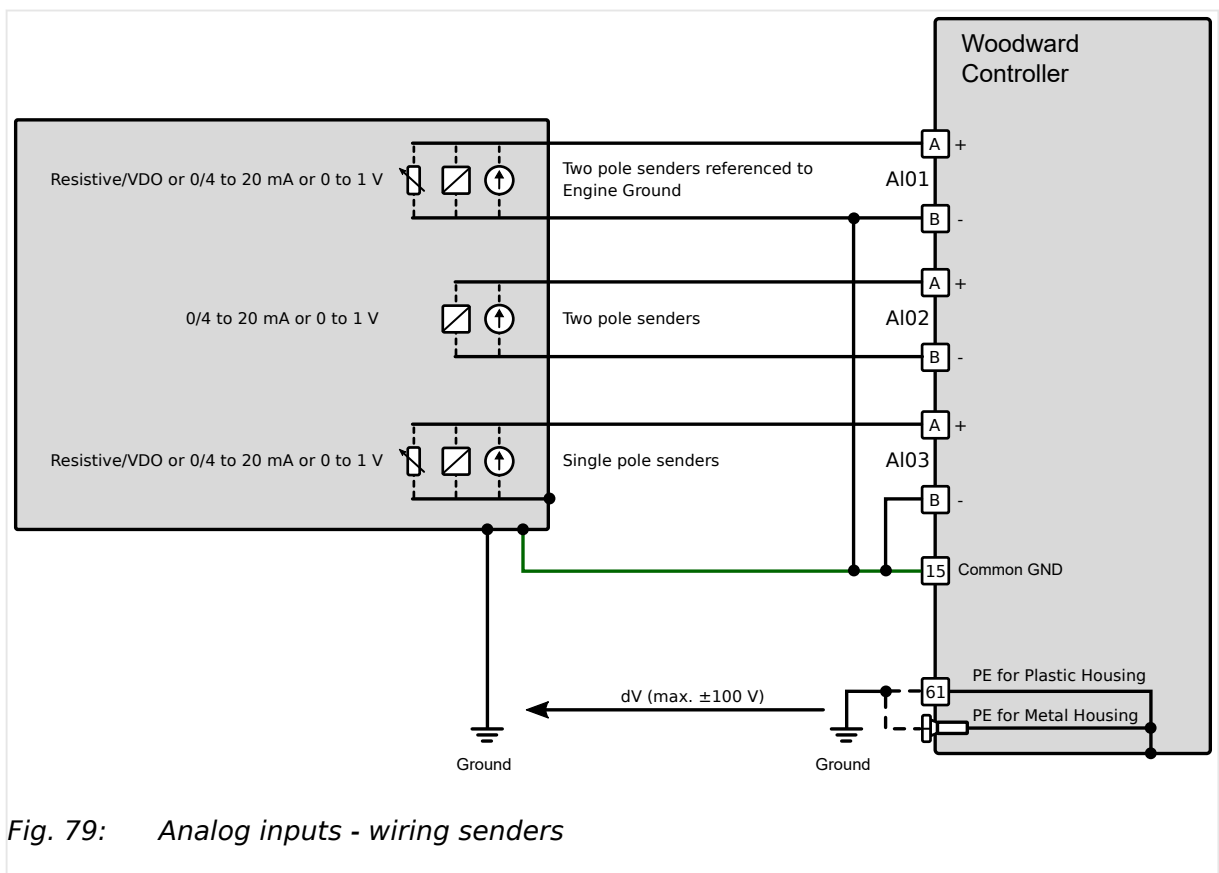 Woodward
Controller
A +
Resistive/VDO or 0/4 to 20 mA or 0 to 1 V
Two pole senders referenced to
Engine Ground
AI01
B -
A +
0/4 to 20 mA or 0 to 1 V
Two pole senders
AI02
B -
A +
Resistive/VDO or 0/4 to 20 mA or 0 to 1 V
Single pole senders
AI03
B -
15 Common GND
PE for Plastic Housing
61
dV (max. ±100 V)
PE for Metal Housing
Ground
Ground
Fig. 79: Analog inputs - wiring senders